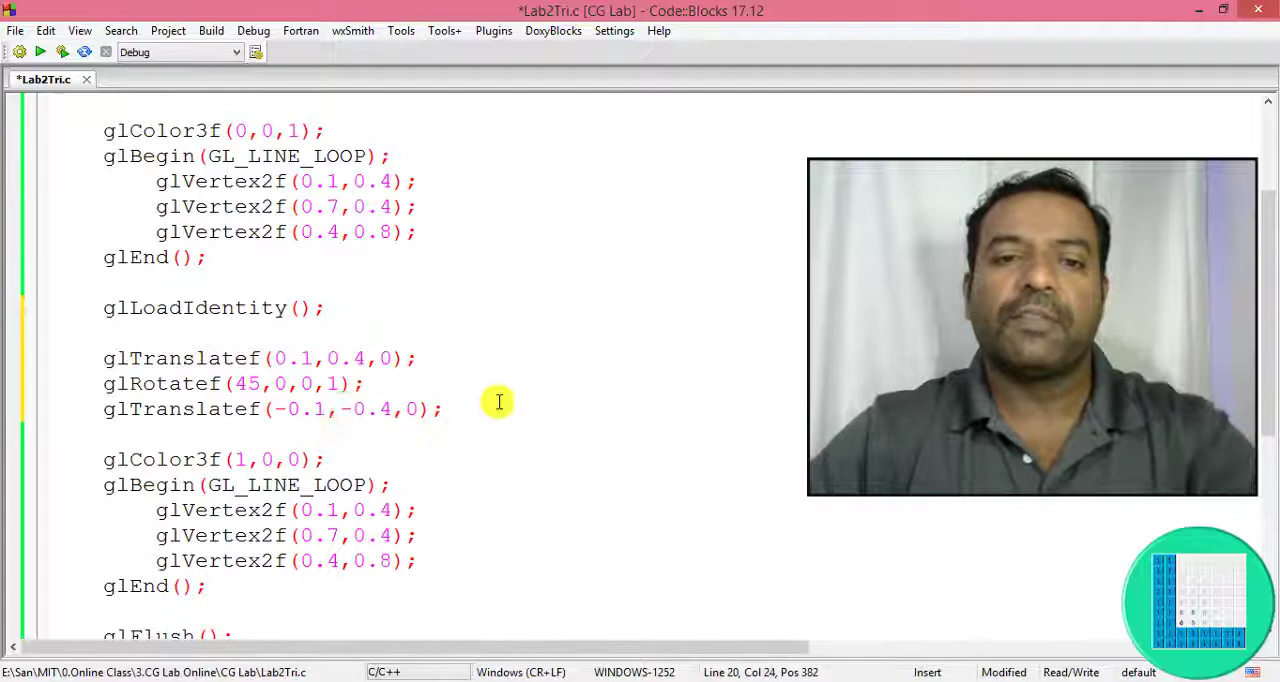 *Lab2Tri.c [CG Lab] - Code::Blocks 17.12
File Edit View Search Project Build Debug Fortran wxSmith Tools Tools+ Plugins DoxyBlocks Settings Help
Debug
*Lab2Tri.c
glColor3f(0,0,1);
glBegin(GL_LINE_LOOP);
glVertex2f(0.1,0.4);
glVertex2f(0.7,0.4);
glVertex2f(0.4,0.8);
glEnd();
glLoadIdentity();
glTranslatef(0.1,0.4,0);
glRotatef(45,0,0,1);
glTranslatef(-0.1,-0.4,0);
glColor3f(1,0,0);
glBegin(GL_LINE_LOOP);
glVertex2f(0.1,0.4);
glVertex2f(0.7,0.4);
glVertex2f(0.4,0.8);
glEnd();
glFlush();
E:\San\MIT\0.Online Class\3.CG Lab Online\CG Lab\Lab2Tri.c C/C++ Windows (CR+LF) WINDOWS-1252 Line 20, Col 24, Pos 382 Insert Modified Read/Write default